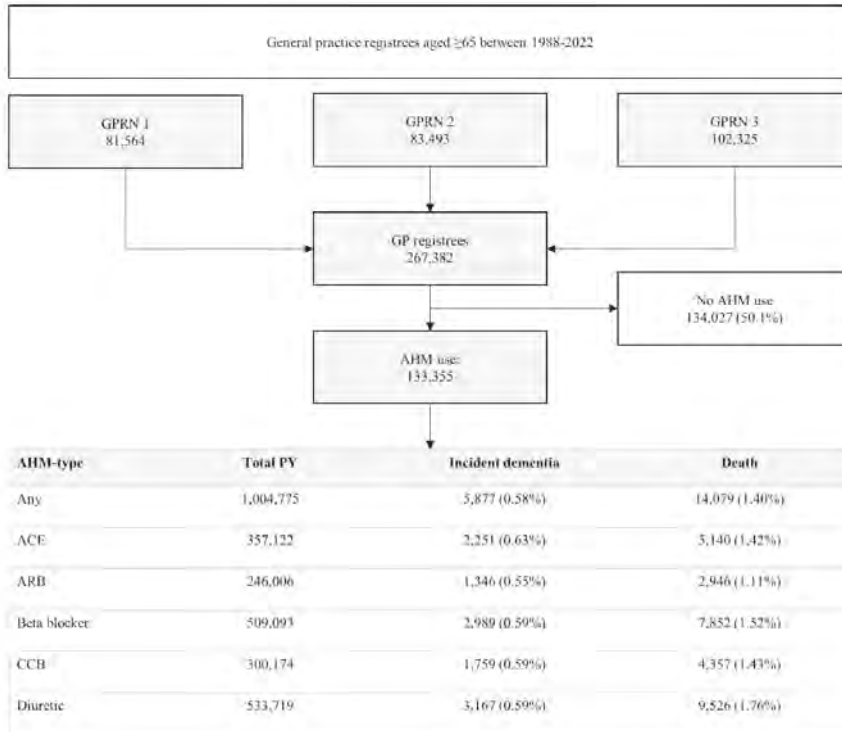 General practice registrees aged ≥65 between 1988-2022
GPRN 1
81,564
GPRN 2
83,493
GPRN 3
102,325
GP registrees
267,382
No AHM use
134,027 (50.1%)
AHM use:
133,355
AHM-type Total PY Incident dementia Death
Any 1,004,775 5,877 (0.58%) 14,079 (1.40%)
ACE 357,122 2,251 (0.63%) 5,140 (1.42%)
ARB 246,006 1,346 (0.55%) 2,946 (1.11%)
Beta blocker 509,093 2,989 (0.59%) 7,852 (1.52%)
CCB 300,174 1,759 (0.59%) 4,357 (1.43%)
Diuretic 533,719 3,167 (0.59%) 9,526 (1.76%)